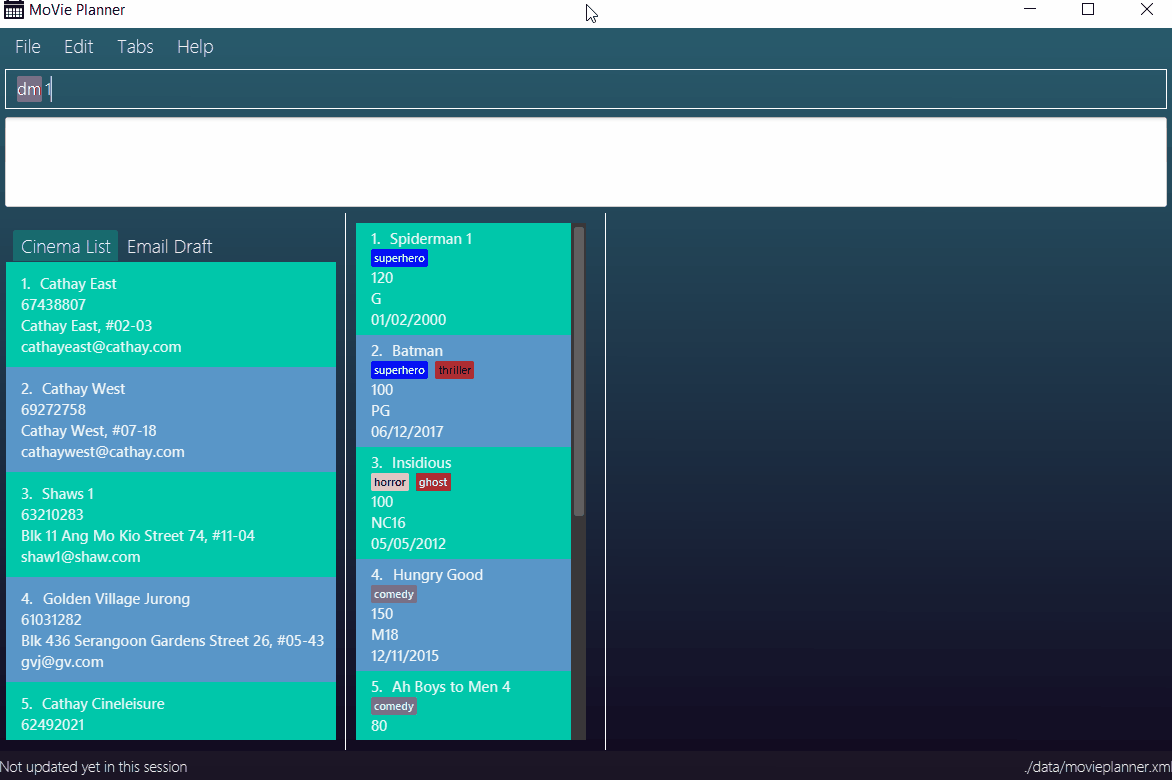 MoVie Planner
File Edit Tabs Help
dm 1
Cinema List Email Draft
1. Cathay East
67438807
Cathay East, #02-03
cathayeast@cathay.com
2. Cathay West
69272758
Cathay West, #07-18
cathaywest@cathay.com
3. Shaws 1
63210283
Blk 11 Ang Mo Kio Street 74, #11-04
shaw1@shaw.com
4. Golden Village Jurong
61031282
Blk 436 Serangoon Gardens Street 26, #05-43
gvj@gv.com
5. Cathay Cineleisure
62492021
1. Spiderman 1
superhero
120
G
01/02/2000
2. Batman
superhero thriller
100
PG
06/12/2017
3. Insidious
horror ghost
100
NC16
05/05/2012
4. Hungry Good
comedy
150
M18
12/11/2015
5. Ah Boys to Men 4
comedy
80
Not updated yet in this session
./data/movieplanner.xml